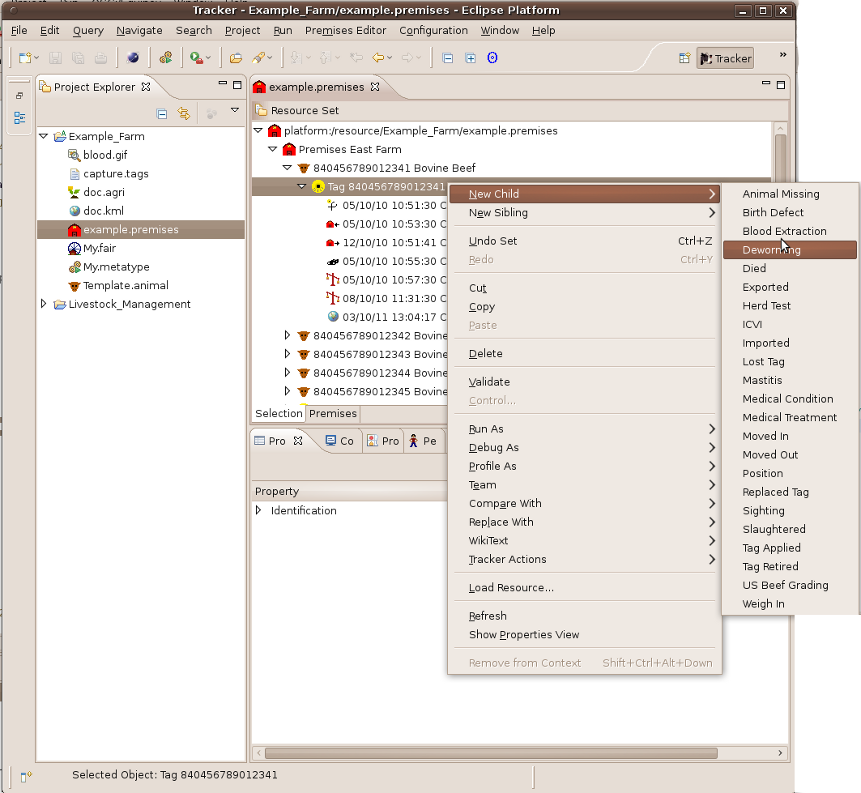 Tracker - Example_Farm/example.premises - Eclipse Platform
File Edit Query Navigate Search Project Run Premises Editor Configuration Window Help
Tracker
Project Explorer
Example_Farm
blood.gif
capture.tags
doc.agri
doc.kml
example.premises
My.fair
My.metatype
Template.animal
Livestock_Management
example.premises
Resource Set
platform:/resource/Example_Farm/example.premises
Premises East Farm
840456789012341 Bovine Beef
Tag 840456789012341
05/10/10 10:51:30 C
05/10/10 10:53:30 C
12/10/10 10:51:41 C
05/10/10 10:55:30 C
05/10/10 10:57:30 C
08/10/10 11:31:30 C
03/10/11 13:04:17 C
840456789012342 Bovine
840456789012343 Bovine
840456789012344 Bovine
840456789012345 Bovine
Selection Premises
Pro Co Pro Pe
Property
Identification
New Child
New Sibling
Undo Set Ctrl+Z
Redo Ctrl+Y
Cut
Copy
Paste
Delete
Validate
Control...
Run As
Debug As
Profile As
Team
Compare With
Replace With
WikiText
Tracker Actions
Load Resource...
Refresh
Show Properties View
Remove from Context Shift+Ctrl+Alt+Down
Animal Missing
Birth Defect
Blood Extraction
Deworming
Died
Exported
Herd Test
ICVI
Imported
Lost Tag
Mastitis
Medical Condition
Medical Treatment
Moved In
Moved Out
Position
Replaced Tag
Sighting
Slaughtered
Tag Applied
Tag Retired
US Beef Grading
Weigh In
Selected Object: Tag 840456789012341